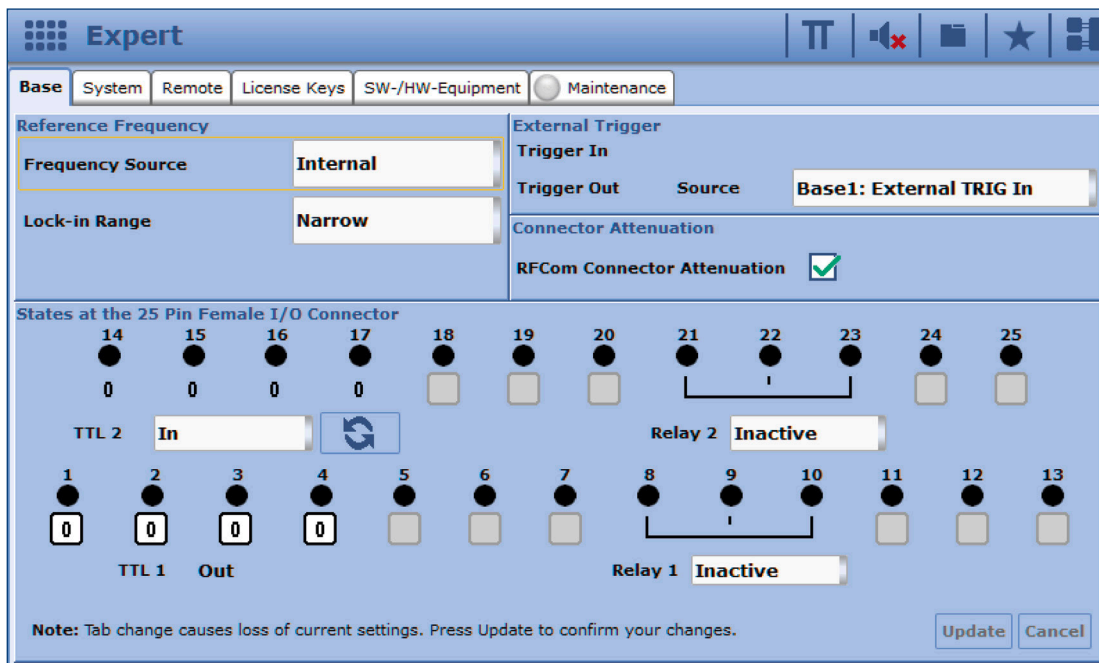 Expert
Base System Remote License Keys SW-/HW-Equipment Maintenance
Reference Frequency
Frequency Source Internal
Lock-in Range Narrow
External Trigger
Trigger In
Trigger Out Source Base1: External TRIG In
Connector Attenuation
RFCom Connector Attenuation
States at the 25 Pin Female I/O Connector
14 15 16 17 18 19 20 21 22 23 24 25
0 0 0 0
TTL 2 In Relay 2 Inactive
1 2 3 4 5 6 7 8 9 10 11 12 13
0 0 0 0
TTL 1 Out Relay 1 Inactive
Note: Tab change causes loss of current settings. Press Update to confirm your changes. Update Cancel